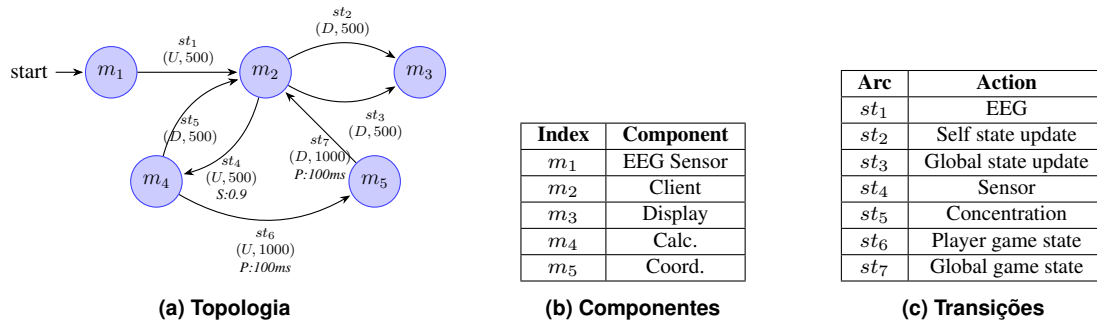 st₂
(D, 500)
st₁
(U, 500)
start
m₁
m₂
m₃
st₃
(D, 500)
st₅
(D, 500)
st₇
(D, 1000)
P:100ms
st₄
(U, 500)
S:0.9
m₄
m₅
st₆
(U, 1000)
P:100ms
(a) Topologia
Index Component
m₁ EEG Sensor
m₂ Client
m₃ Display
m₄ Calc.
m₅ Coord.
(b) Componentes
Arc Action
st₁ EEG
st₂ Self state update
st₃ Global state update
st₄ Sensor
st₅ Concentration
st₆ Player game state
st₇ Global game state
(c) Transições